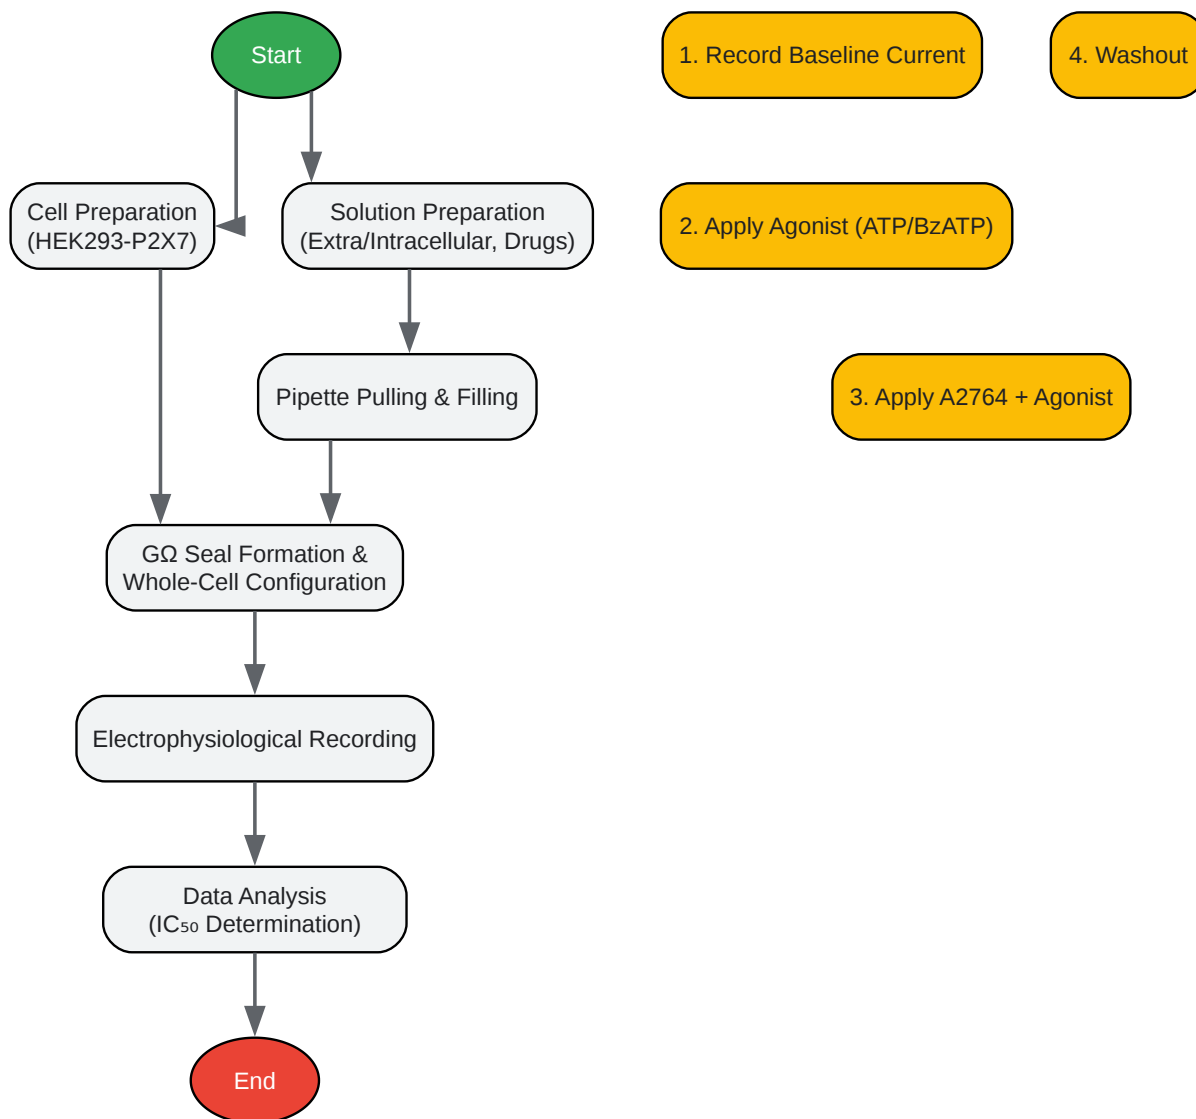 Start
1. Record Baseline Current
4. Washout
Cell Preparation
(HEK293-P2X7)
Solution Preparation
(Extra/Intracellular, Drugs)
2. Apply Agonist (ATP/BzATP)
Pipette Pulling & Filling
3. Apply A2764 + Agonist
GΩ Seal Formation &
Whole-Cell Configuration
Electrophysiological Recording
Data Analysis
(IC₅₀ Determination)
End